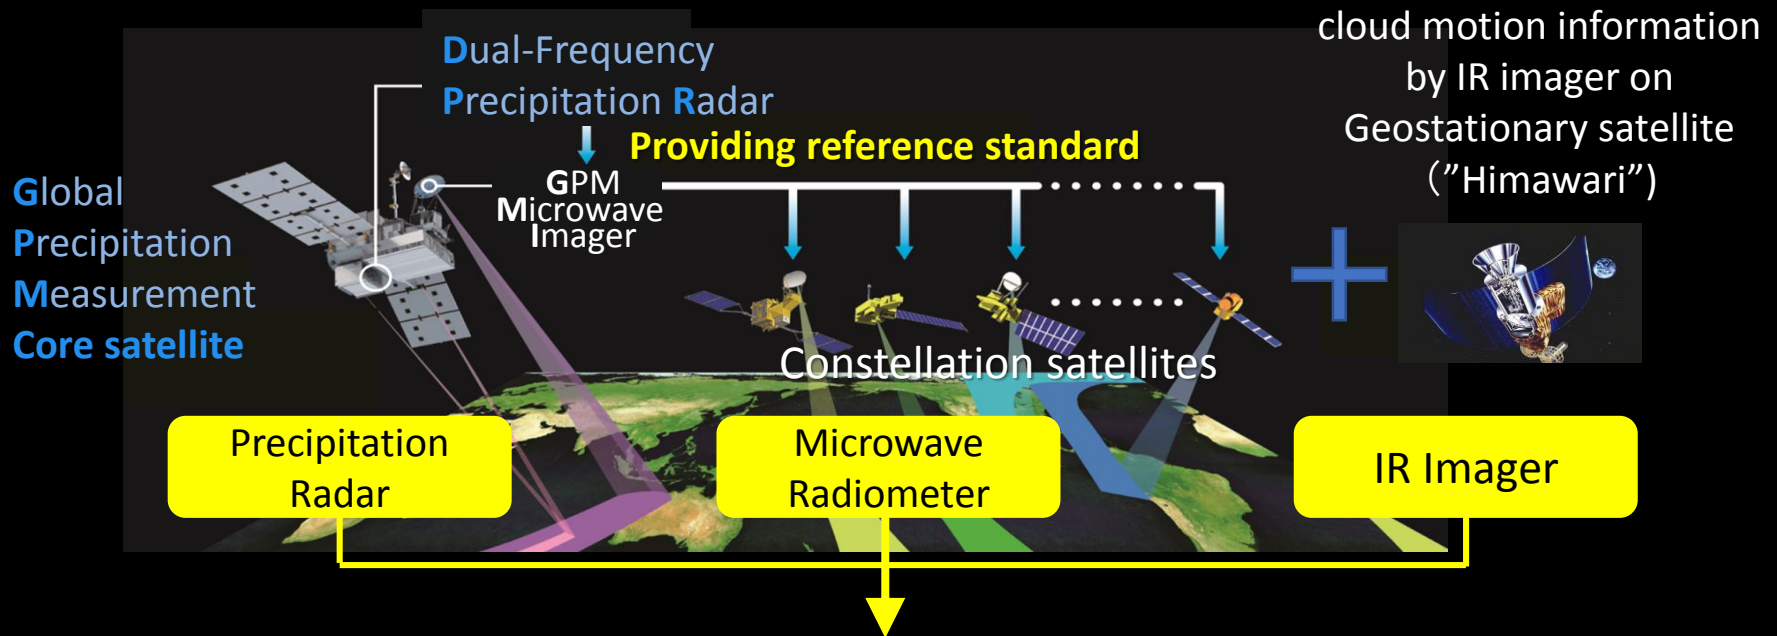 Dual-Frequency
Precipitation Radar
Providing reference standard
GPM
Microwave
Imager
Global
Precipitation
Measurement
Core satellite
cloud motion information
by IR imager on
Geostationary satellite
(”Himawari”)
Constellation satellites
Precipitation
Radar
Microwave
Radiometer
IR Imager